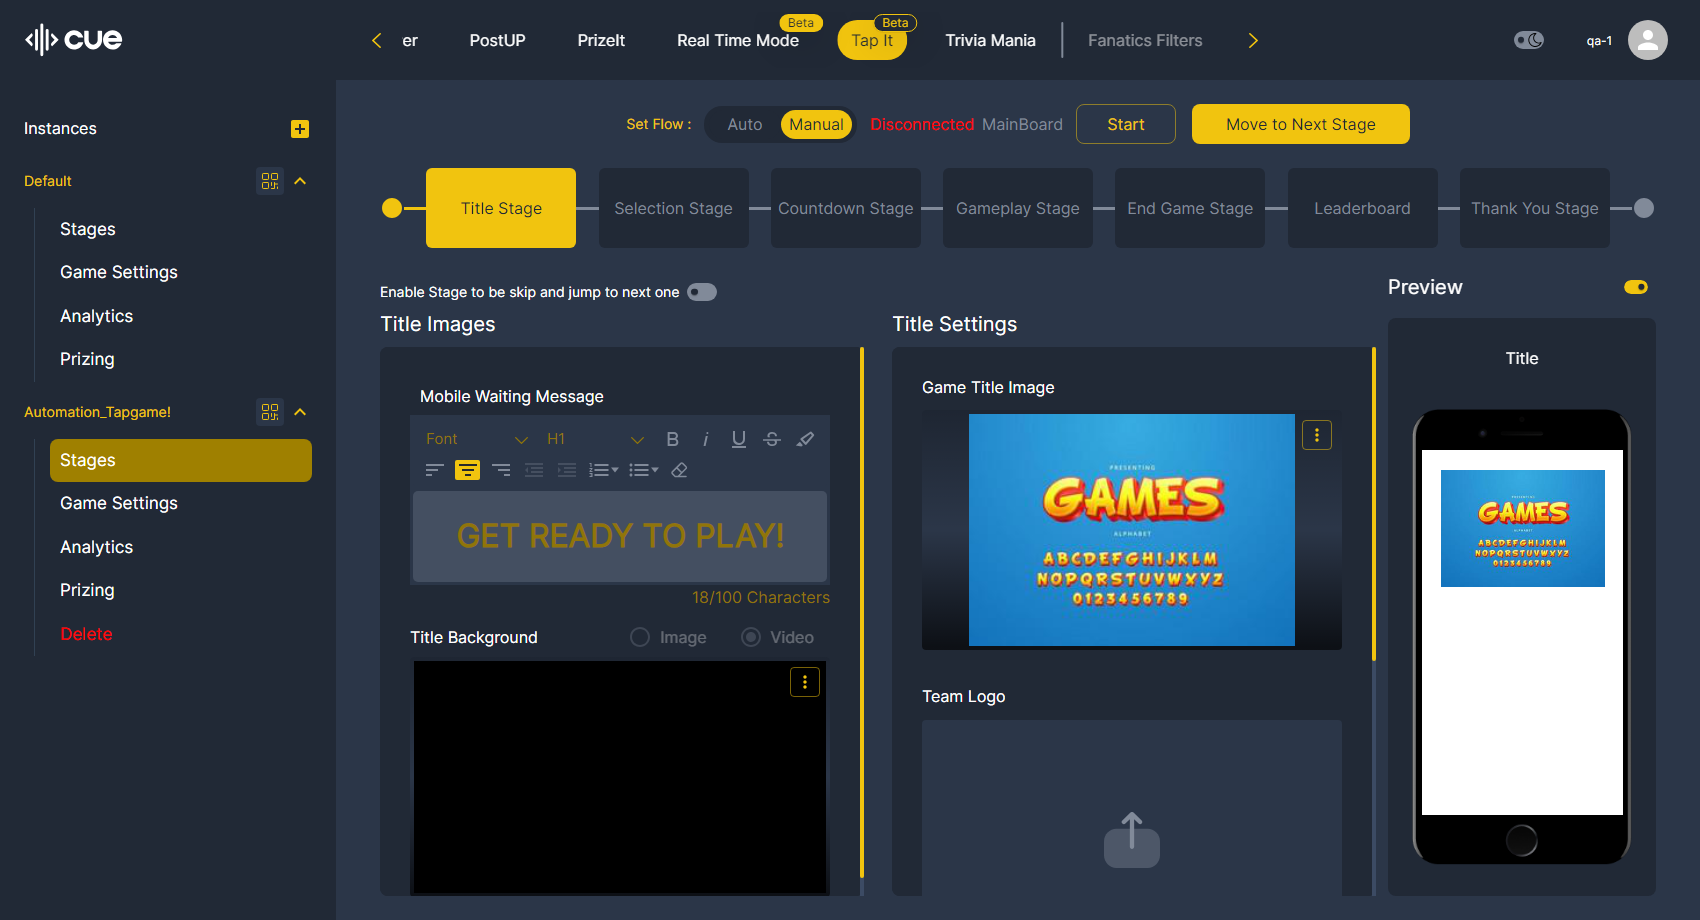 cue
er
PostUP
PrizeIt
Real Time Mode
Beta
Tap It
Beta
Trivia Mania
Fanatics Filters
qa-1
Instances
Default
Stages
Game Settings
Analytics
Prizing
Automation_Tapgame!
Stages
Game Settings
Analytics
Prizing
Delete
Set Flow :
Auto
Manual
Disconnected MainBoard
Start
Move to Next Stage
Title Stage
Selection Stage
Countdown Stage
Gameplay Stage
End Game Stage
Leaderboard
Thank You Stage
Enable Stage to be skip and jump to next one
Title Images
Mobile Waiting Message
Font
H1
B i U S
GET READY TO PLAY!
18/100 Characters
Title Background
Image
Video
Title Settings
Game Title Image
PRESENTING
GAMES
ALPHABET
ABCDEFGHIJKLM
NOPQRSTUVWXYZ
0123456789
Team Logo
Preview
Title
PRESENTING
GAMES
ALPHABET
ABCDEFGHIJKLM
NOPQRSTUVWXYZ
0123456789